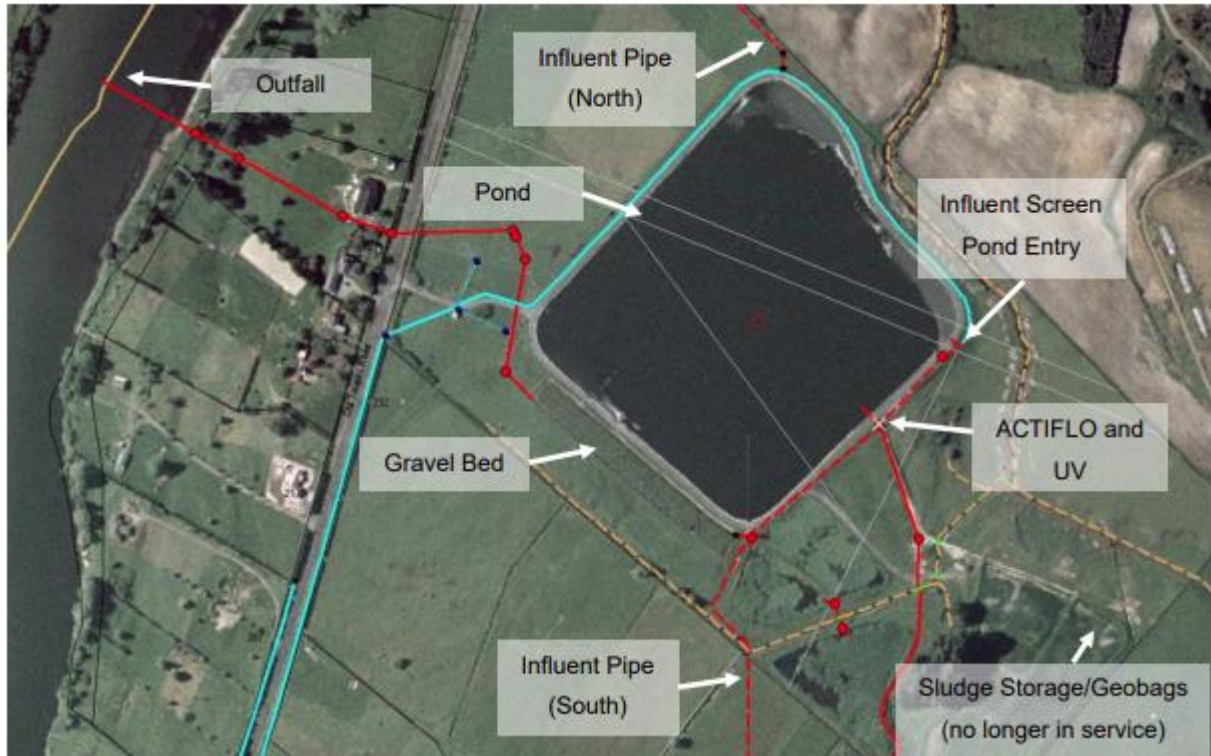 Influent Pipe
(North)
Outfall
Pond
Influent Screen
Pond Entry
Gravel Bed
ACTIFLO and
UV
Influent Pipe
(South)
Sludge Storage/Geobags
(no longer in service)